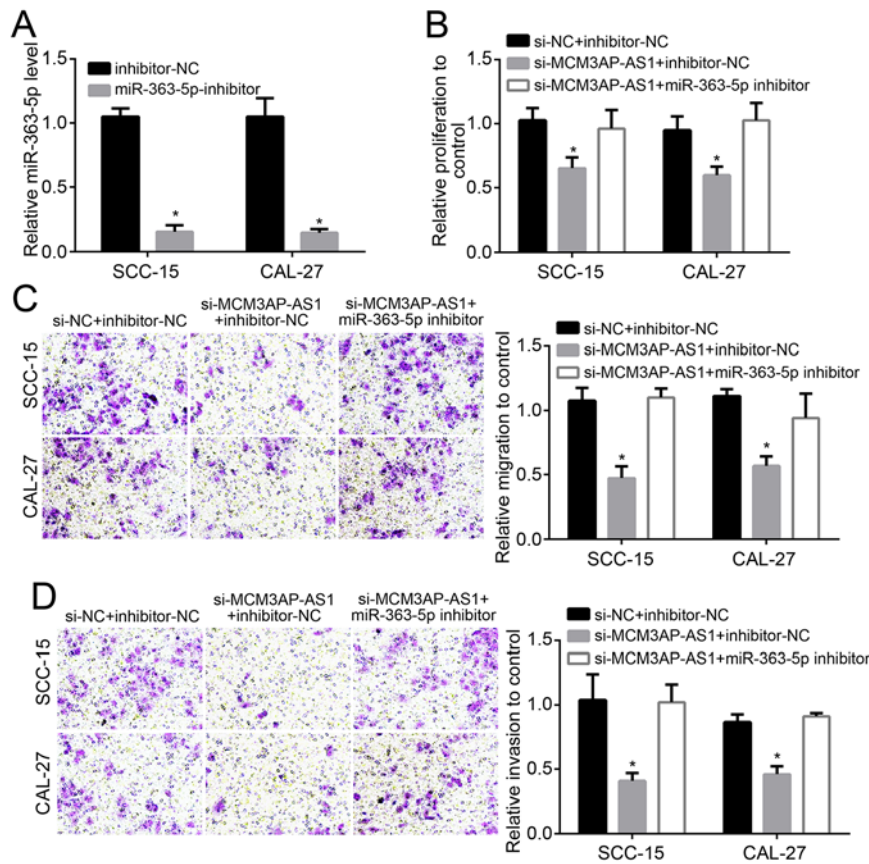 A
Relative miR-363-5p level
1.5
1.0
0.5
0.0
inhibitor-NC
miR-363-5p-inhibitor
*
*
SCC-15
CAL-27
B
Relative proliferation to
control
1.5
1.0
0.5
0.0
si-NC+inhibitor-NC
si-MCM3AP-AS1+inhibitor-NC
si-MCM3AP-AS1+miR-363-5p inhibitor
*
*
SCC-15
CAL-27
C
si-NC+inhibitor-NC
si-MCM3AP-AS1
+inhibitor-NC
si-MCM3AP-AS1+
miR-363-5p inhibitor
SCC-15
CAL-27
Relative migration to control
1.5
1.0
0.5
0.0
si-NC+inhibitor-NC
si-MCM3AP-AS1+inhibitor-NC
si-MCM3AP-AS1+miR-363-5p inhibitor
*
*
SCC-15
CAL-27
D
si-NC+inhibitor-NC
si-MCM3AP-AS1
+inhibitor-NC
si-MCM3AP-AS1+
miR-363-5p inhibitor
SCC-15
CAL-27
Relative invasion to control
1.5
1.0
0.5
0.0
si-NC+inhibitor-NC
si-MCM3AP-AS1+inhibitor-NC
si-MCM3AP-AS1+miR-363-5p inhibitor
*
*
SCC-15
CAL-27